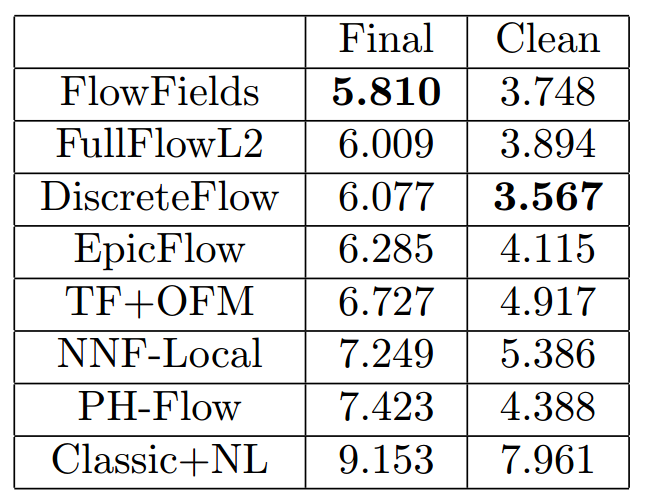 Final Clean
FlowFields 5.810 3.748
FullFlowL2 6.009 3.894
DiscreteFlow 6.077 3.567
EpicFlow 6.285 4.115
TF+OFM 6.727 4.917
NNF-Local 7.249 5.386
PH-Flow 7.423 4.388
Classic+NL 9.153 7.961